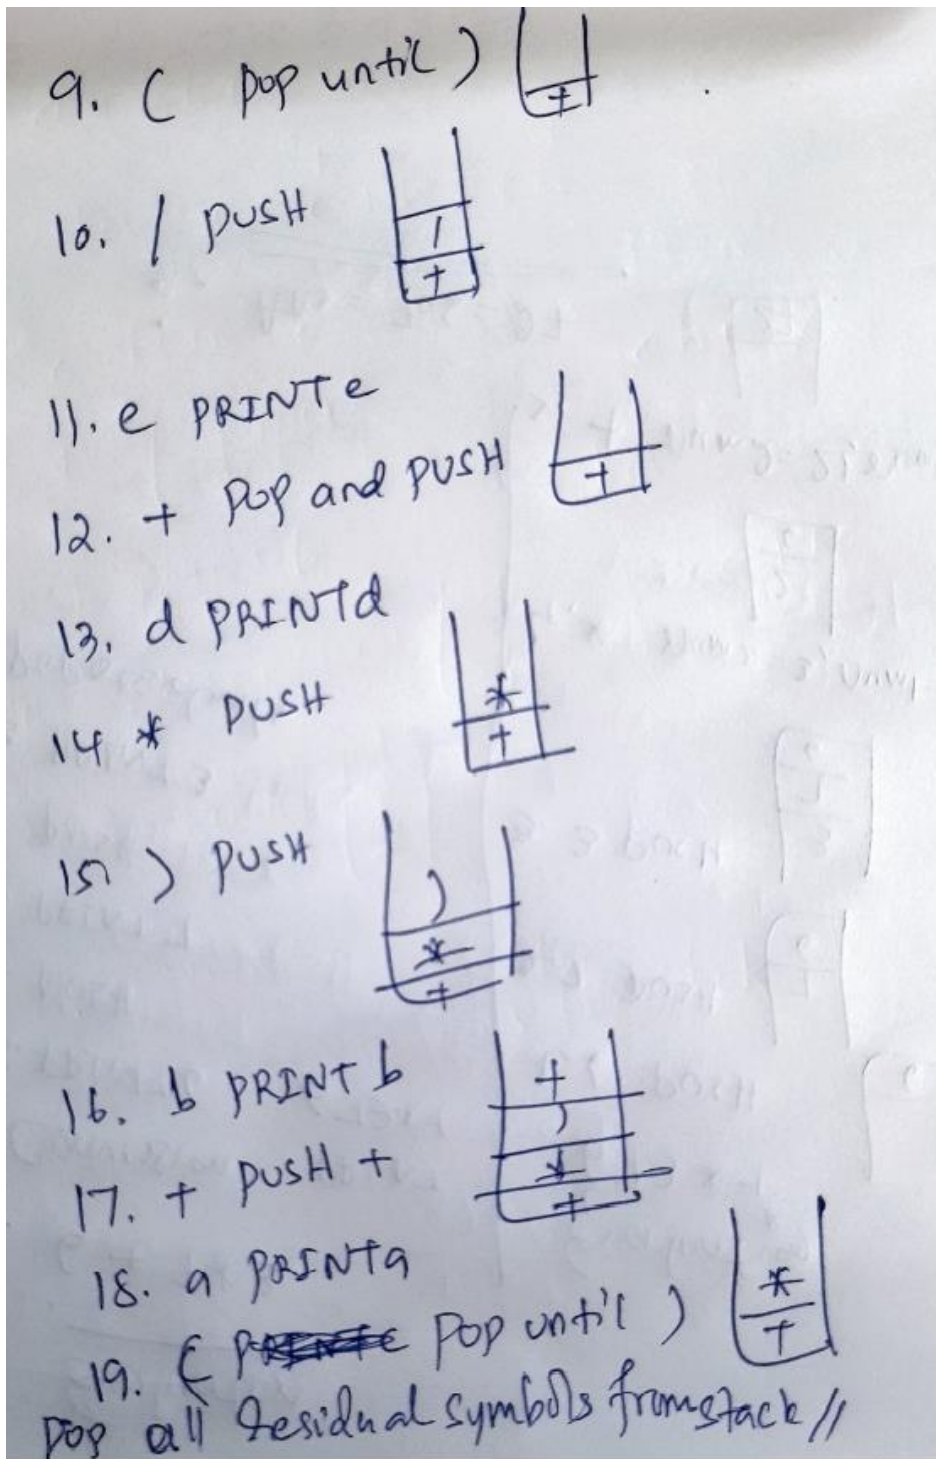 9. ( Pop until ) +
10. / PUSH / +
11. e PRINT e
12. + Pop and PUSH +
13. d PRINT d
14 * PUSH * +
15. ) PUSH ) * +
16. b PRINT b
17. + PUSH + + ) * +
18. a PRINT a
19. ( Pop until ) * +
Pop all residual symbols from stack //